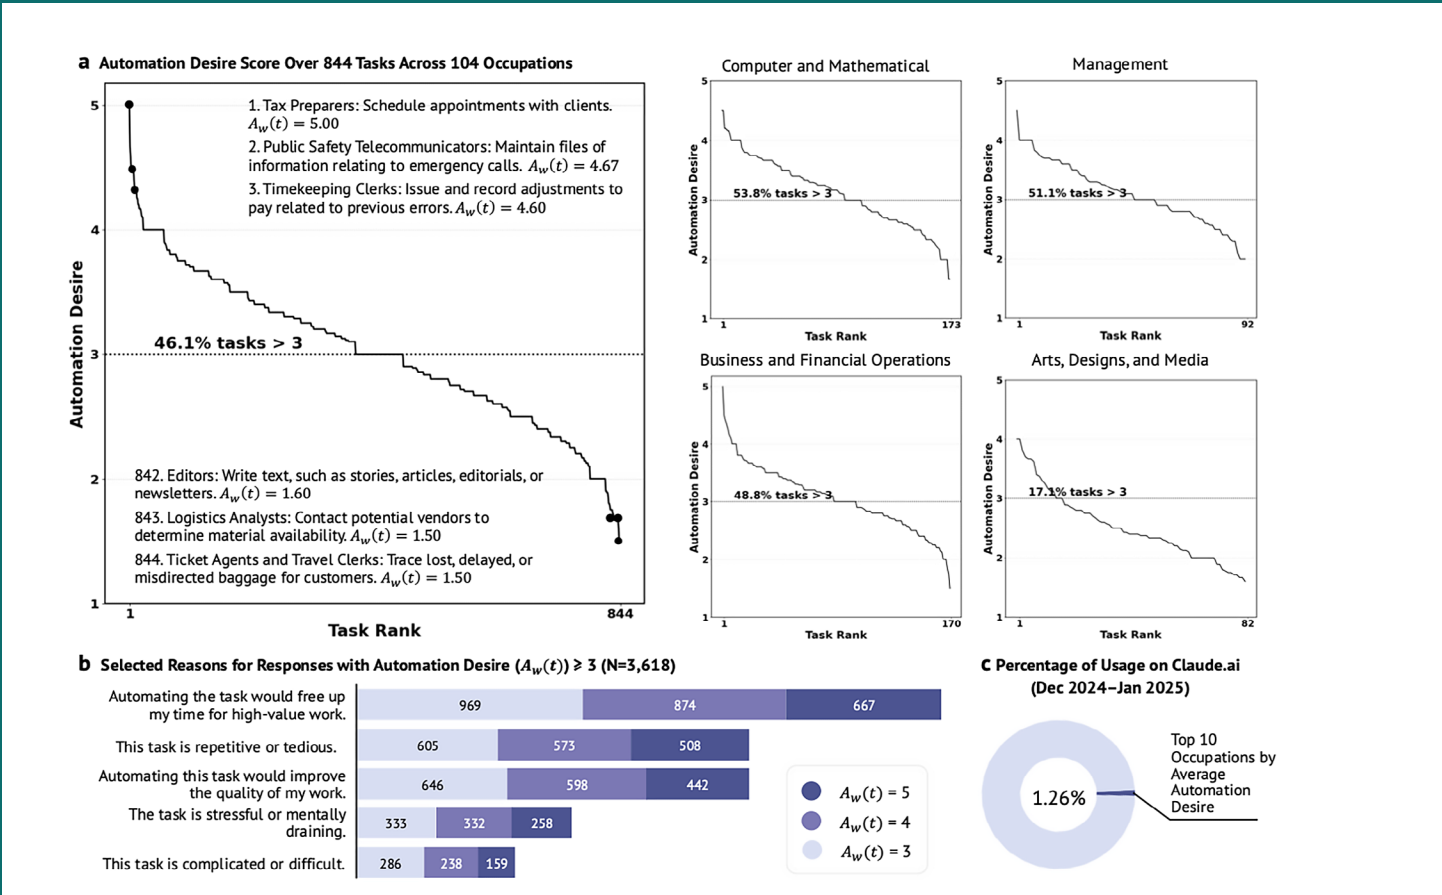 a Automation Desire Score Over 844 Tasks Across 104 Occupations
Automation Desire
5
4
3
2
1
1. Tax Preparers: Schedule appointments with clients.
A_w(t) = 5.00
2. Public Safety Telecommunicators: Maintain files of
information relating to emergency calls. A_w(t) = 4.67
3. Timekeeping Clerks: Issue and record adjustments to
pay related to previous errors. A_w(t) = 4.60
46.1% tasks > 3
842. Editors: Write text, such as stories, articles, editorials, or
newsletters. A_w(t) = 1.60
843. Logistics Analysts: Contact potential vendors to
determine material availability. A_w(t) = 1.50
844. Ticket Agents and Travel Clerks: Trace lost, delayed, or
misdirected baggage for customers. A_w(t) = 1.50
1 844
Task Rank
Computer and Mathematical
Automation Desire
5
4
3
2
1
53.8% tasks > 3
1 173
Task Rank
Management
Automation Desire
5
4
3
2
1
51.1% tasks > 3
1 92
Task Rank
Business and Financial Operations
Automation Desire
5
4
3
2
1
48.8% tasks > 3
1 170
Task Rank
Arts, Designs, and Media
Automation Desire
5
4
3
2
1
17.1% tasks > 3
1 82
Task Rank
b Selected Reasons for Responses with Automation Desire (A_w(t)) ⩾ 3 (N=3,618)
Automating the task would free up
my time for high-value work.
969 874 667
This task is repetitive or tedious.
605 573 508
Automating this task would improve
the quality of my work.
646 598 442
The task is stressful or mentally
draining.
333 332 258
This task is complicated or difficult.
286 238 159
A_w(t) = 5
A_w(t) = 4
A_w(t) = 3
c Percentage of Usage on Claude.ai
(Dec 2024–Jan 2025)
1.26%
Top 10
Occupations by
Average
Automation
Desire